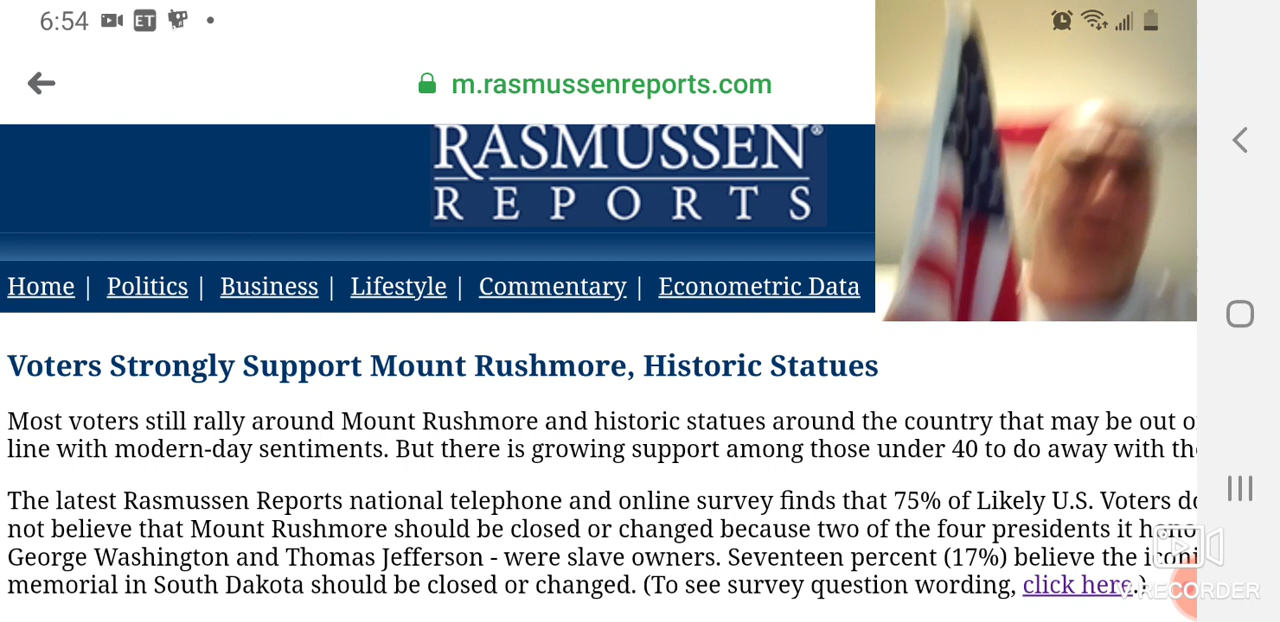 6:54
ET
m.rasmussenreports.com
RASMUSSEN®
REPORTS
Home | Politics | Business | Lifestyle | Commentary | Econometric Data
Voters Strongly Support Mount Rushmore, Historic Statues
Most voters still rally around Mount Rushmore and historic statues around the country that may be out o
line with modern-day sentiments. But there is growing support among those under 40 to do away with the
The latest Rasmussen Reports national telephone and online survey finds that 75% of Likely U.S. Voters do
not believe that Mount Rushmore should be closed or changed because two of the four presidents it hono
George Washington and Thomas Jefferson - were slave owners. Seventeen percent (17%) believe the iconi
memorial in South Dakota should be closed or changed. (To see survey question wording, click here.)
V RECORDER